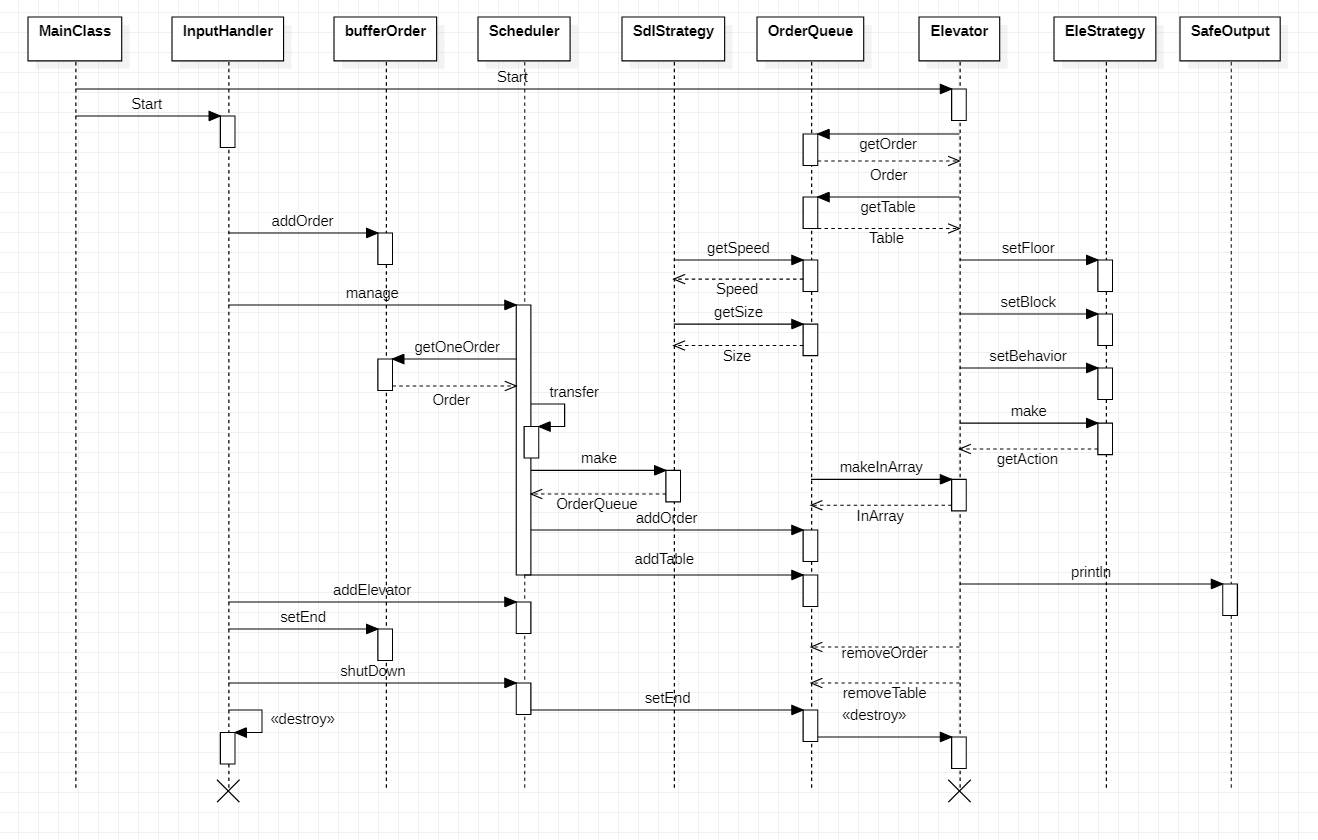 MainClass
InputHandler
bufferOrder
Scheduler
SdlStrategy
OrderQueue
Elevator
EleStrategy
SafeOutput
Start
Start
getOrder
Order
getTable
addOrder
Table
getSpeed
setFloor
Speed
manage
setBlock
getSize
getOneOrder
Size
setBehavior
transfer
Order
make
make
getAction
makeInArray
OrderQueue
addOrder
InArray
addTable
println
addElevator
setEnd
removeOrder
shutDown
removeTable
setEnd
«destroy»
«destroy»